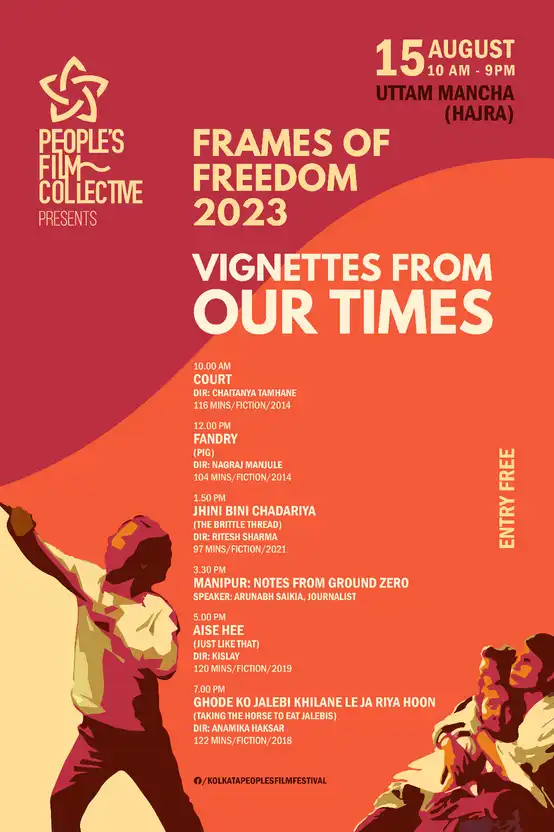 15 AUGUST
10 AM - 9PM
UTTAM MANCHA
(HAJRA)
PEOPLE'S
FILM
COLLECTIVE
PRESENTS
FRAMES OF
FREEDOM
2023
VIGNETTES FROM
OUR TIMES
10.00 AM
COURT
DIR: CHAITANYA TAMHANE
116 MINS/FICTION/2014
12.00 PM
FANDRY
(PIG)
DIR: NAGRAJ MANJULE
104 MINS/FICTION/2014
1.50 PM
JHINI BINI CHADARIYA
(THE BRITTLE THREAD)
DIR: RITESH SHARMA
97 MINS/FICTION/2021
3.30 PM
MANIPUR: NOTES FROM GROUND ZERO
SPEAKER: ARUNABH SAIKIA, JOURNALIST
5.00 PM
AISE HEE
(JUST LIKE THAT)
DIR: KISLAY
120 MINS/FICTION/2019
7.00 PM
GHODE KO JALEBI KHILANE LE JA RIYA HOON
(TAKING THE HORSE TO EAT JALEBIS)
DIR: ANAMIKA HAKSAR
122 MINS/FICTION/2018
ENTRY FREE
/KOLKATAPEOPLESFILMFESTIVAL